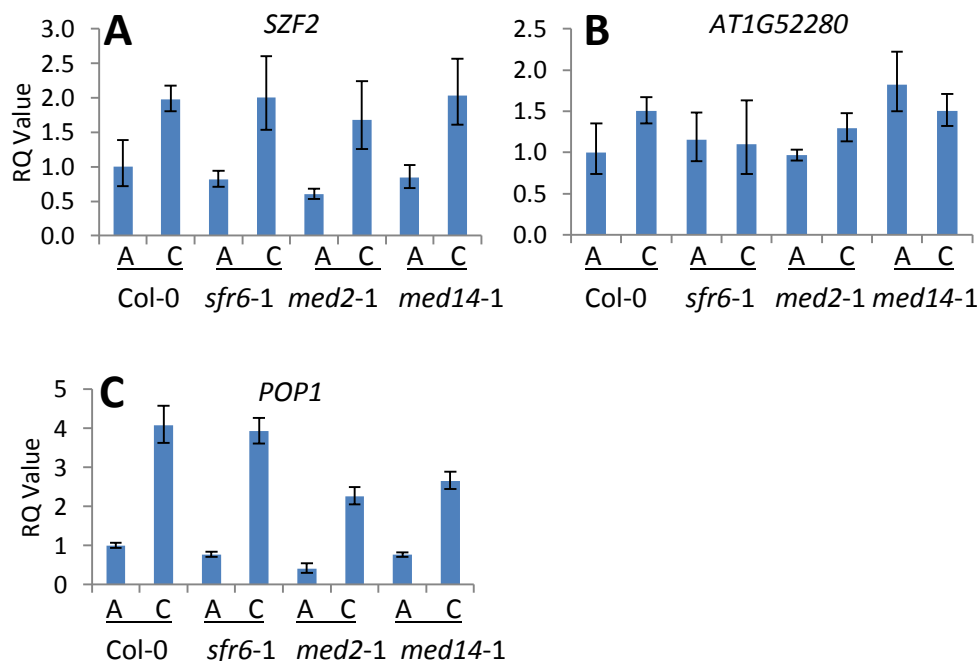 A
SZF2
RQ Value
3.0
2.5
2.0
1.5
1.0
0.5
0.0
A C A C A C A C
Col-0 sfr6-1 med2-1 med14-1
B
AT1G52280
2.5
2.0
1.5
1.0
0.5
0.0
A C A C A C A C
Col-0 sfr6-1 med2-1 med14-1
C
POP1
RQ Value
5
4
3
2
1
0
A C A C A C A C
Col-0 sfr6-1 med2-1 med14-1